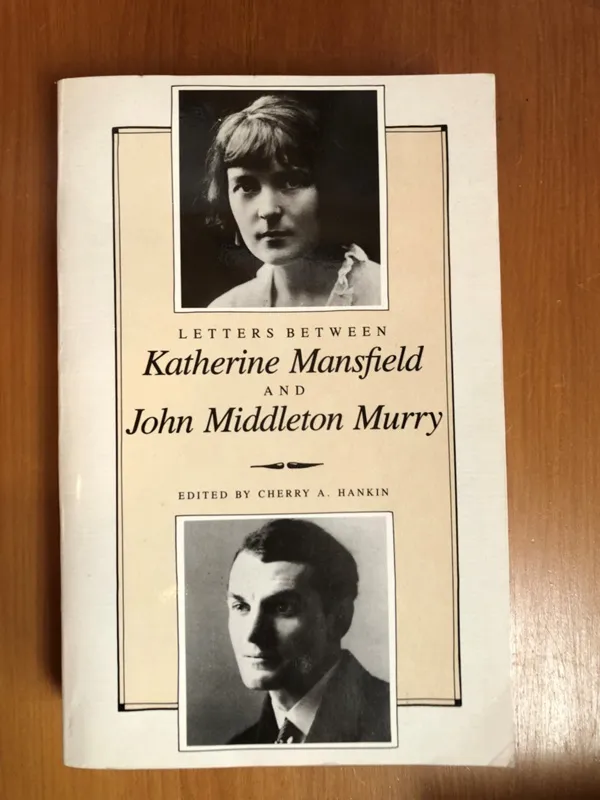 LETTERS BETWEEN
Katherine Mansfield
AND
John Middleton Murry
EDITED BY CHERRY A. HANKIN